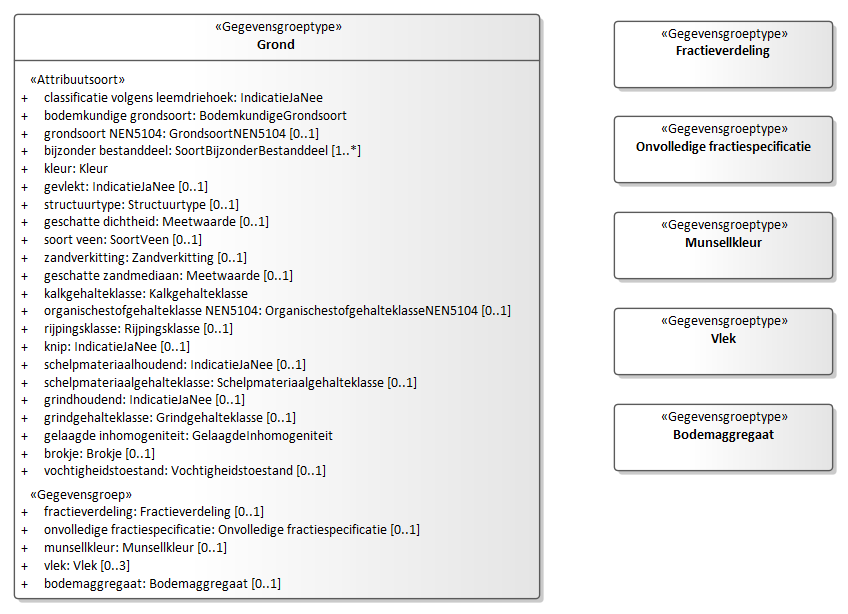 «Gegevensgroeptype»
Grond
«Attribuutsoort»
+ classificatie volgens leemdriehoek: IndicatieJaNee
+ bodemkundige grondsoort: BodemkundigeGrondsoort
+ grondsoort NEN5104: GrondsoortNEN5104 [0..1]
+ bijzonder bestanddeel: SoortBijzonderBestanddeel [1..*]
+ kleur: Kleur
+ gevlekt: IndicatieJaNee [0..1]
+ structuurtype: Structuurtype [0..1]
+ geschatte dichtheid: Meetwaarde [0..1]
+ soort veen: SoortVeen [0..1]
+ zandverkitting: Zandverkitting [0..1]
+ geschatte zandmediaan: Meetwaarde [0..1]
+ kalkgehalteklasse: Kalkgehalteklasse
+ organischestofgehalteklasse NEN5104: OrganischestofgehalteklasseNEN5104 [0..1]
+ rijpingsklasse: Rijpingsklasse [0..1]
+ knip: IndicatieJaNee [0..1]
+ schelpmateriaalhoudend: IndicatieJaNee [0..1]
+ schelpmateriaalgehalteklasse: Schelpmateriaalgehalteklasse [0..1]
+ grindhoudend: IndicatieJaNee [0..1]
+ grindgehalteklasse: Grindgehalteklasse [0..1]
+ gelaagde inhomogeniteit: GelaagdeInhomogeniteit
+ brokje: Brokje [0..1]
+ vochtigheidstoestand: Vochtigheidstoestand [0..1]
«Gegevensgroep»
+ fractieverdeling: Fractieverdeling [0..1]
+ onvolledige fractiespecificatie: Onvolledige fractiespecificatie [0..1]
+ munsellkleur: Munsellkleur [0..1]
+ vlek: Vlek [0..3]
+ bodemaggregaat: Bodemaggregaat [0..1]
«Gegevensgroeptype»
Fractieverdeling
«Gegevensgroeptype»
Onvolledige fractiespecificatie
«Gegevensgroeptype»
Munsellkleur
«Gegevensgroeptype»
Vlek
«Gegevensgroeptype»
Bodemaggregaat